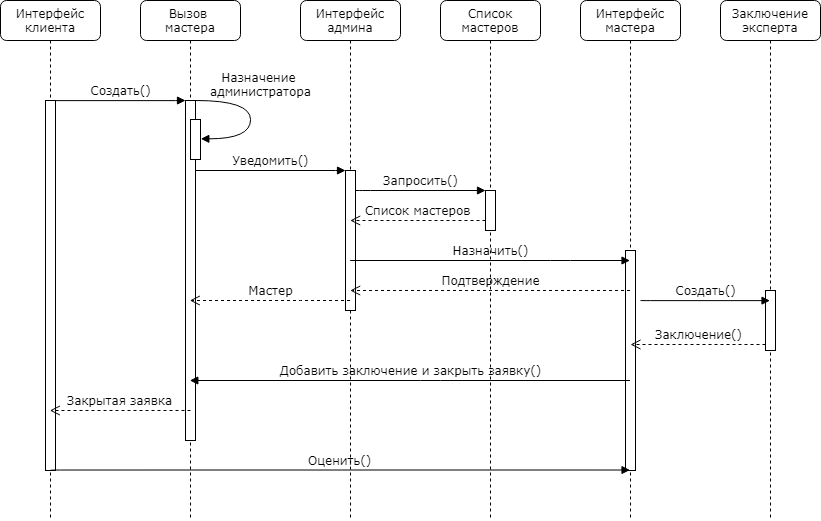 Интерфейс
клиента
Вызов
мастера
Интерфейс
админа
Список
мастеров
Интерфейс
мастера
Заключение
эксперта
Назначение
администратора
Создать()
Уведомить()
Запросить()
Список мастеров
Назначить()
Подтверждение
Мастер
Создать()
Заключение()
Добавить заключение и закрыть заявку()
Закрытая заявка
Оценить()